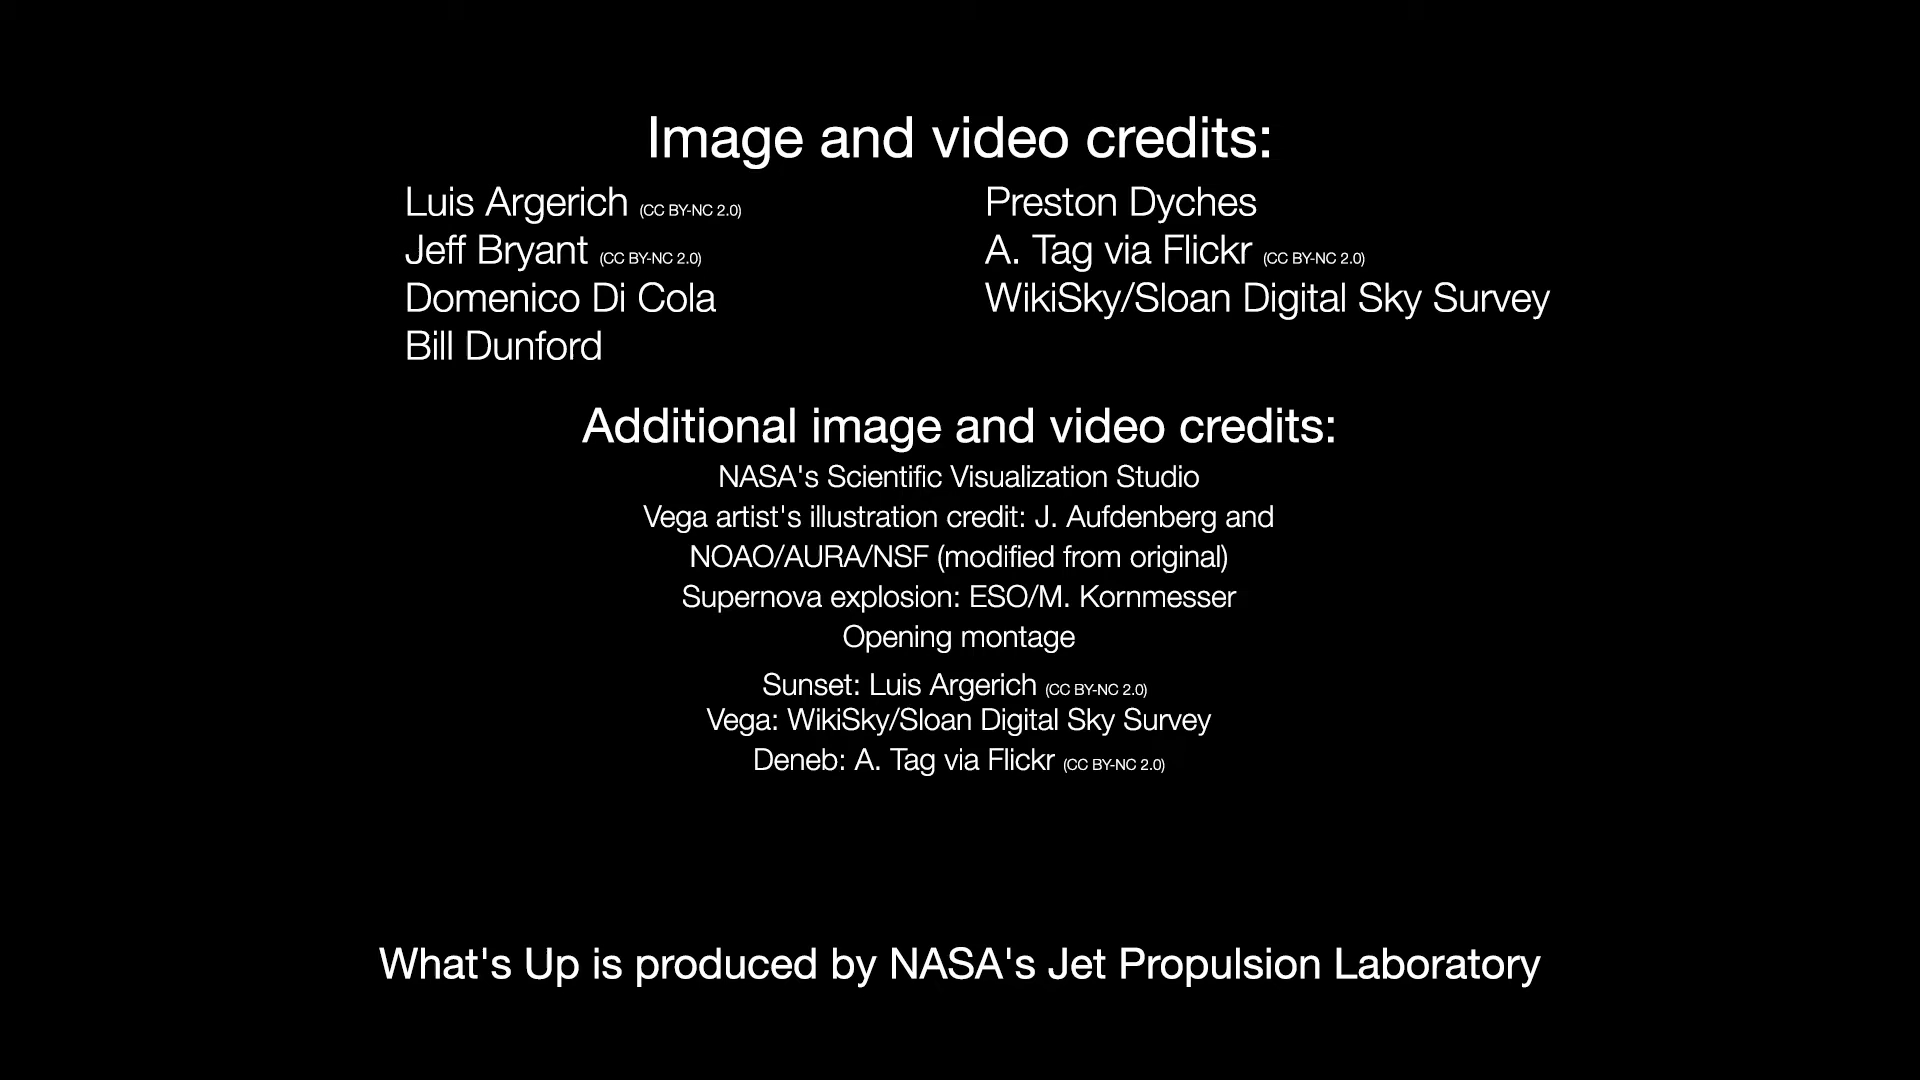 Image and video credits:
Luis Argerich (CC BY-NC 2.0)
Jeff Bryant (CC BY-NC 2.0)
Domenico Di Cola
Bill Dunford
Preston Dyches
A. Tag via Flickr (CC BY-NC 2.0)
WikiSky/Sloan Digital Sky Survey
Additional image and video credits:
NASA's Scientific Visualization Studio
Vega artist's illustration credit: J. Aufdenberg and
NOAO/AURA/NSF (modified from original)
Supernova explosion: ESO/M. Kornmesser
Opening montage
Sunset: Luis Argerich (CC BY-NC 2.0)
Vega: WikiSky/Sloan Digital Sky Survey
Deneb: A. Tag via Flickr (CC BY-NC 2.0)
What's Up is produced by NASA's Jet Propulsion Laboratory